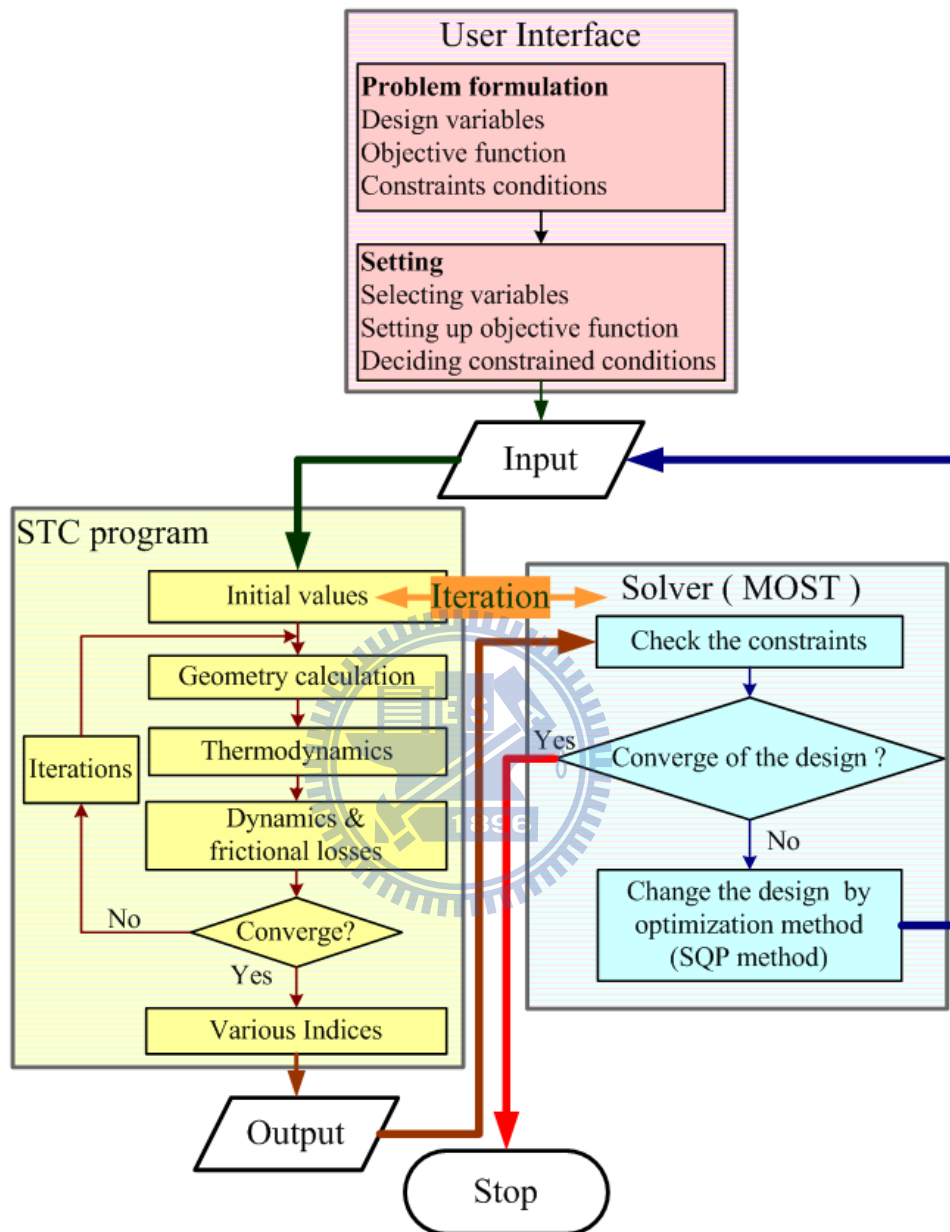 User Interface
Problem formulation
Design variables
Objective function
Constraints conditions
Setting
Selecting variables
Setting up objective function
Deciding constrained conditions
Input
STC program
Initial values
Iteration
Geometry calculation
Thermodynamics
Iterations
Dynamics &
frictional losses
No
Converge?
Yes
Various Indices
Output
Solver ( MOST )
Check the constraints
Yes
Converge of the design ?
No
Change the design by
optimization method
(SQP method)
Stop
ES
1896